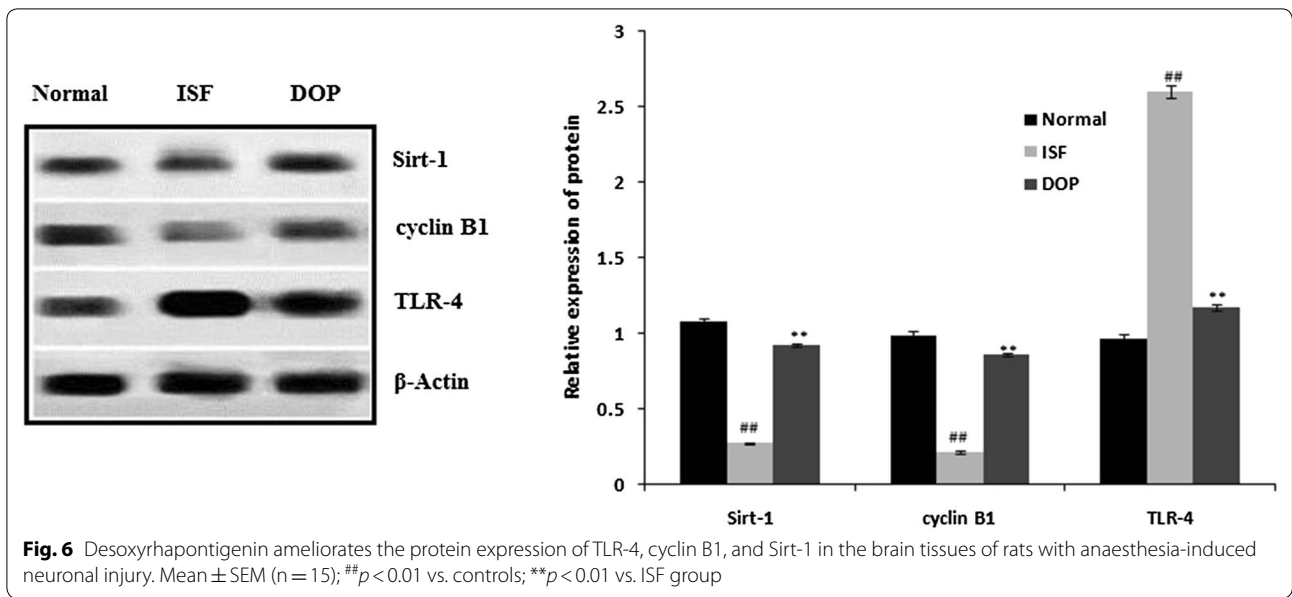 Normal ISF DOP
Sirt-1
cyclin B1
TLR-4
β-Actin
Relative expression of protein
3
2.5
2
1.5
1
0.5
0
##
**
##
**
##
**
Normal
ISF
DOP
Sirt-1 cyclin B1 TLR-4
Fig. 6 Desoxyrhapontigenin ameliorates the protein expression of TLR-4, cyclin B1, and Sirt-1 in the brain tissues of rats with anaesthesia-induced
neuronal injury. Mean ± SEM (n = 15); ##p < 0.01 vs. controls; **p < 0.01 vs. ISF group